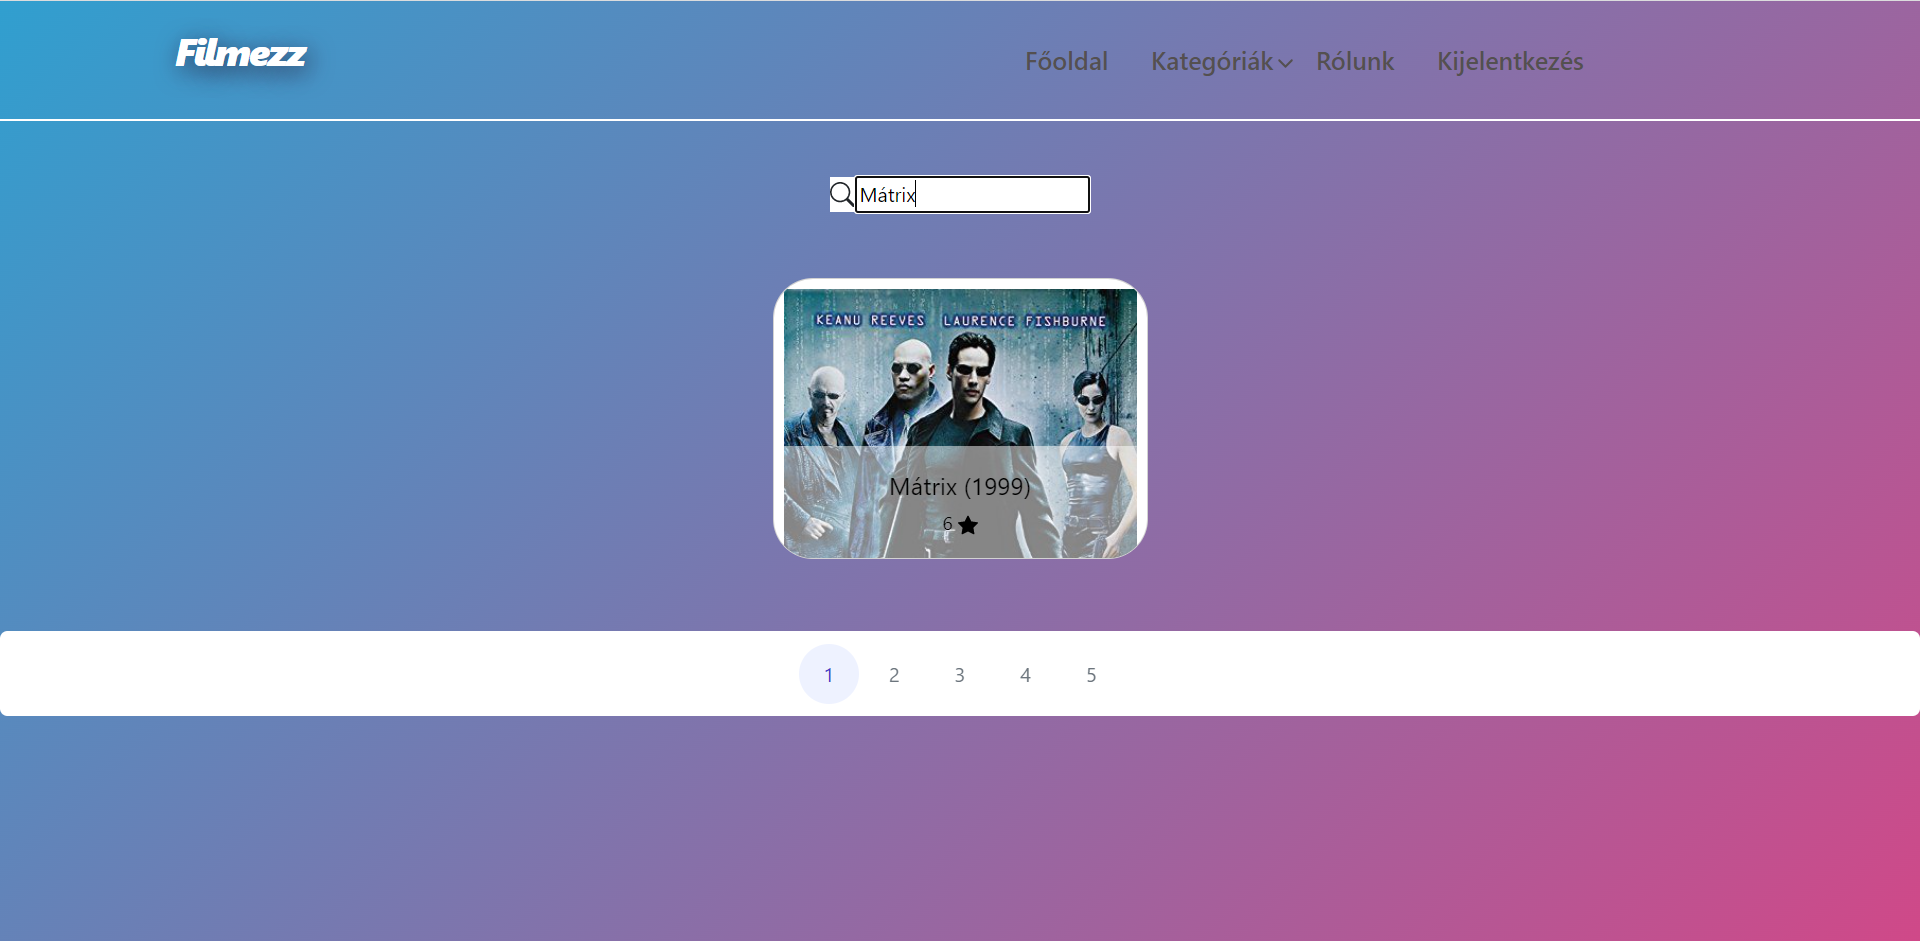 Filmezz
Főoldal Kategóriák Rólunk Kijelentkezés
Mátrix
KEANU REEVES LAURENCE FISHBURNE
Mátrix (1999)
6
1 2 3 4 5